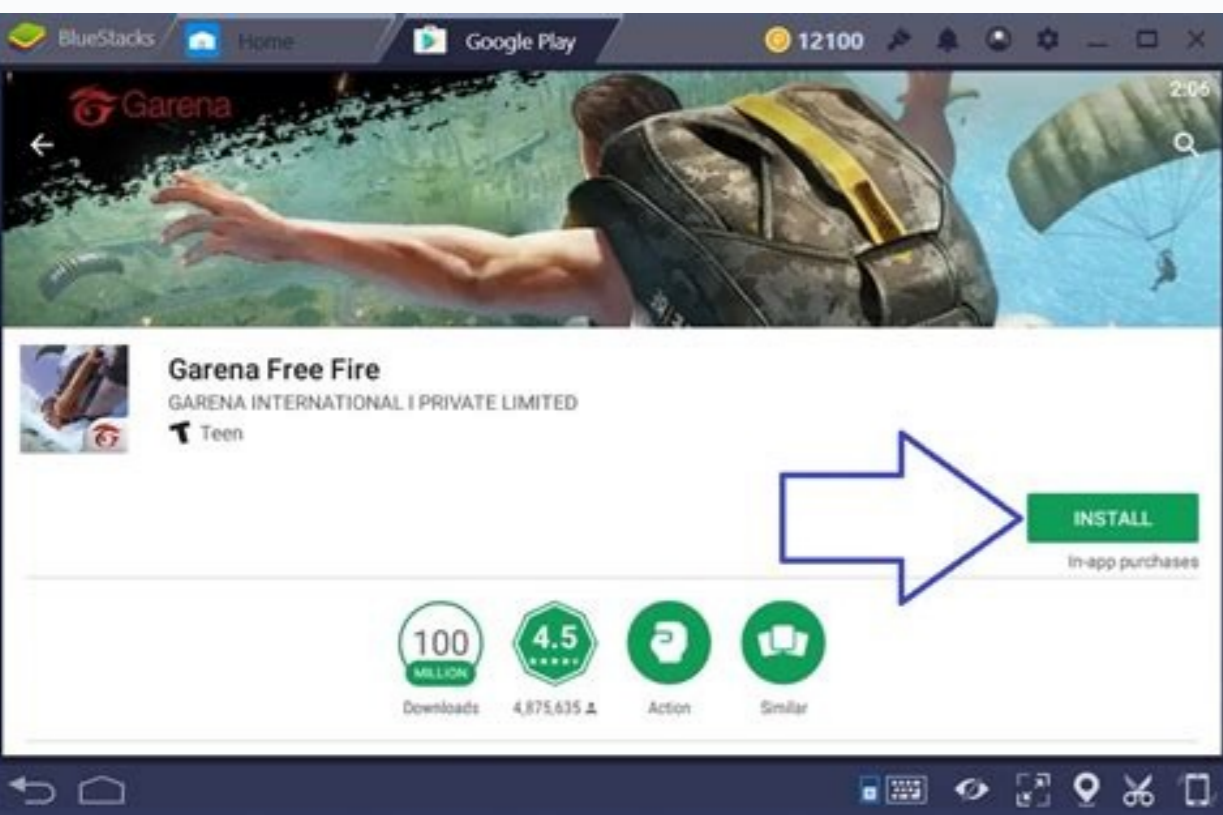 BlueStacks Home Google Play 12100
Garena 2:06
Garena Free Fire
GARENA INTERNATIONAL I PRIVATE LIMITED
T Teen
INSTALL
In-app purchases
100 4.5
MILLION
Downloads 4,875,635 Action Similar